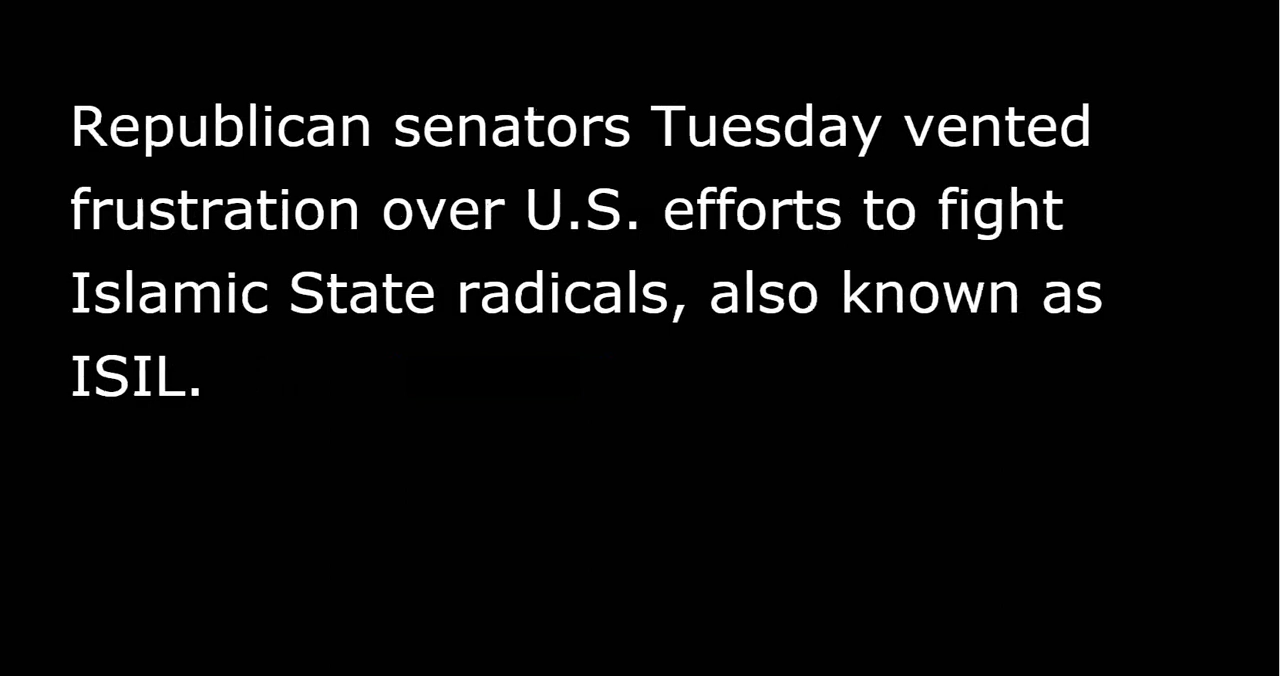 Republican senators Tuesday vented
frustration over U.S. efforts to fight
Islamic State radicals, also known as
ISIL.